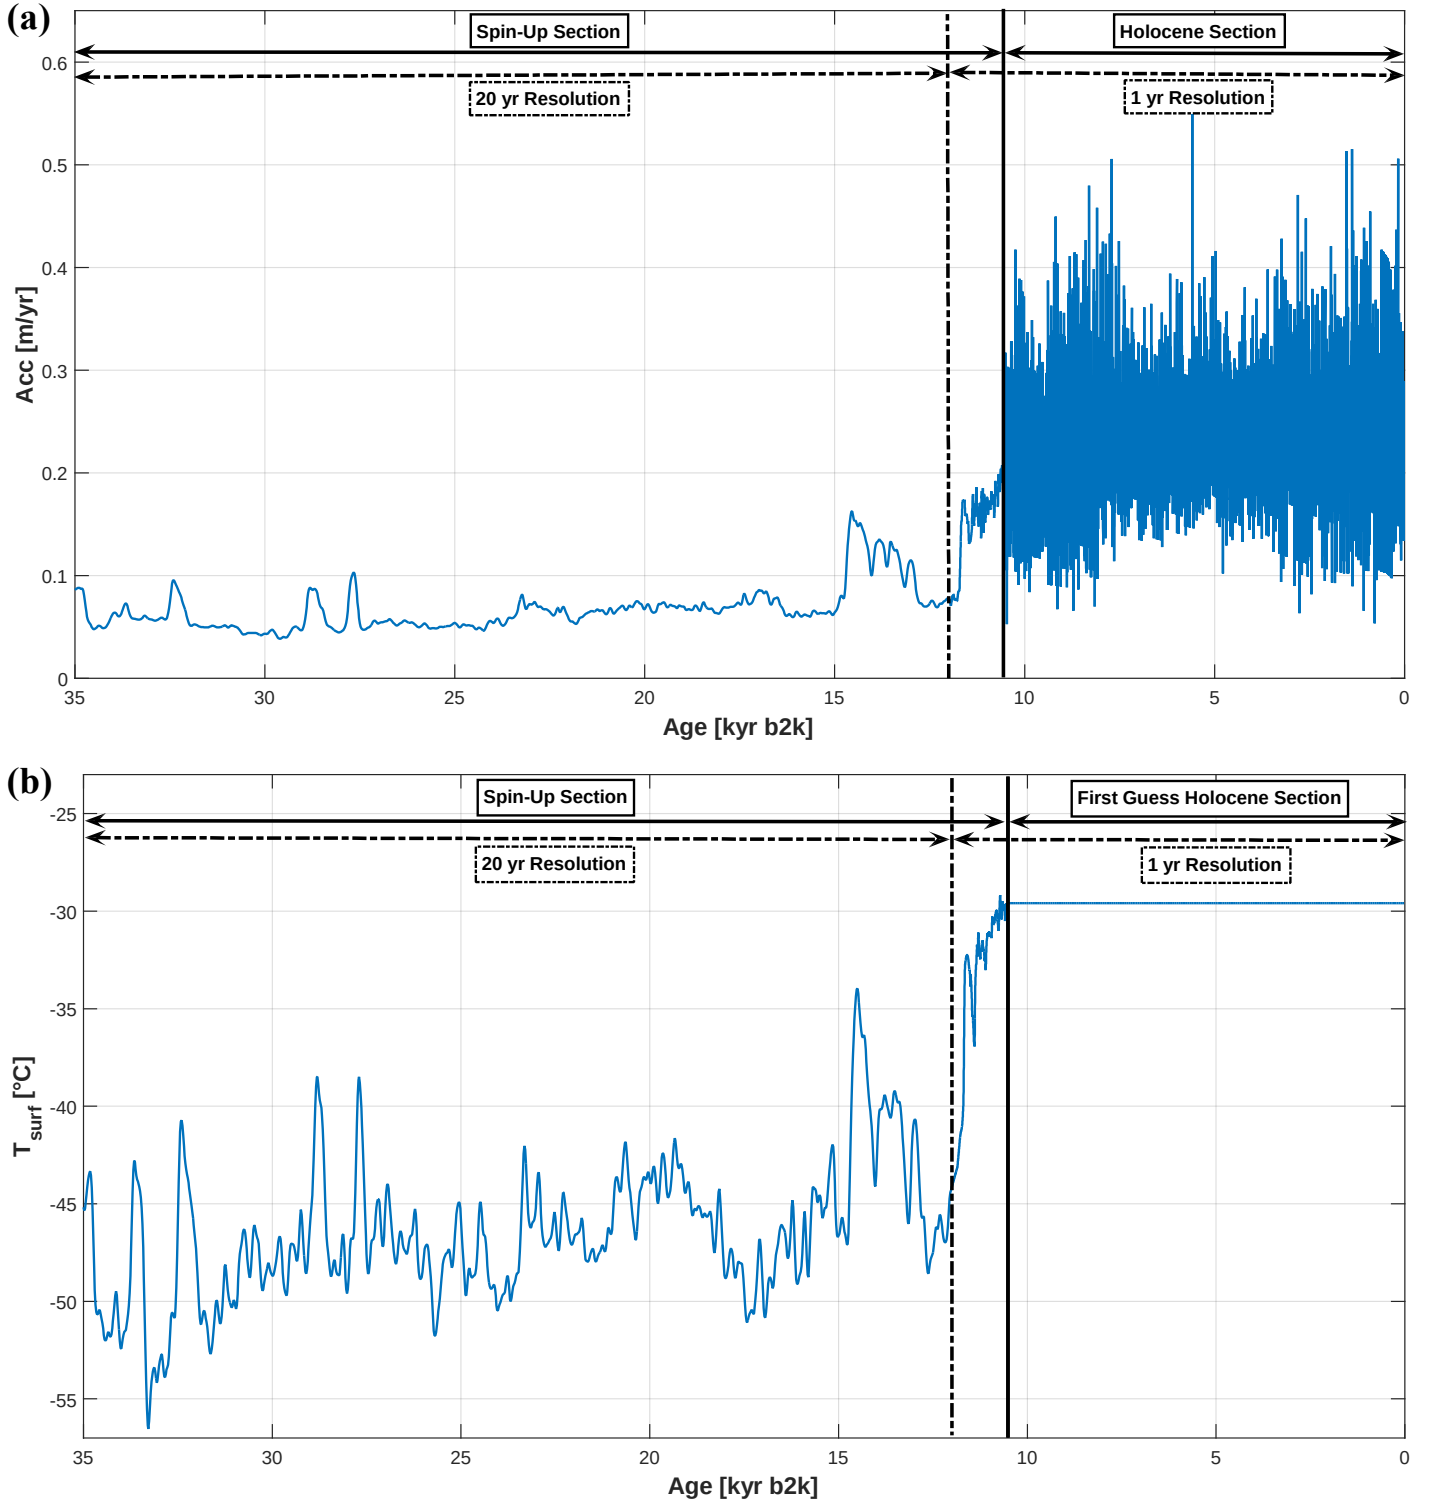 (a)
Spin-Up Section
Holocene Section
20 yr Resolution
1 yr Resolution
0.6
0.5
0.4
0.3
0.2
0.1
0
Acc [m/yr]
35 30 25 20 15 10 5 0
Age [kyr b2k]
(b)
Spin-Up Section
First Guess Holocene Section
20 yr Resolution
1 yr Resolution
-25
-30
-35
-40
-45
-50
-55
T_surf [°C]
35 30 25 20 15 10 5 0
Age [kyr b2k]